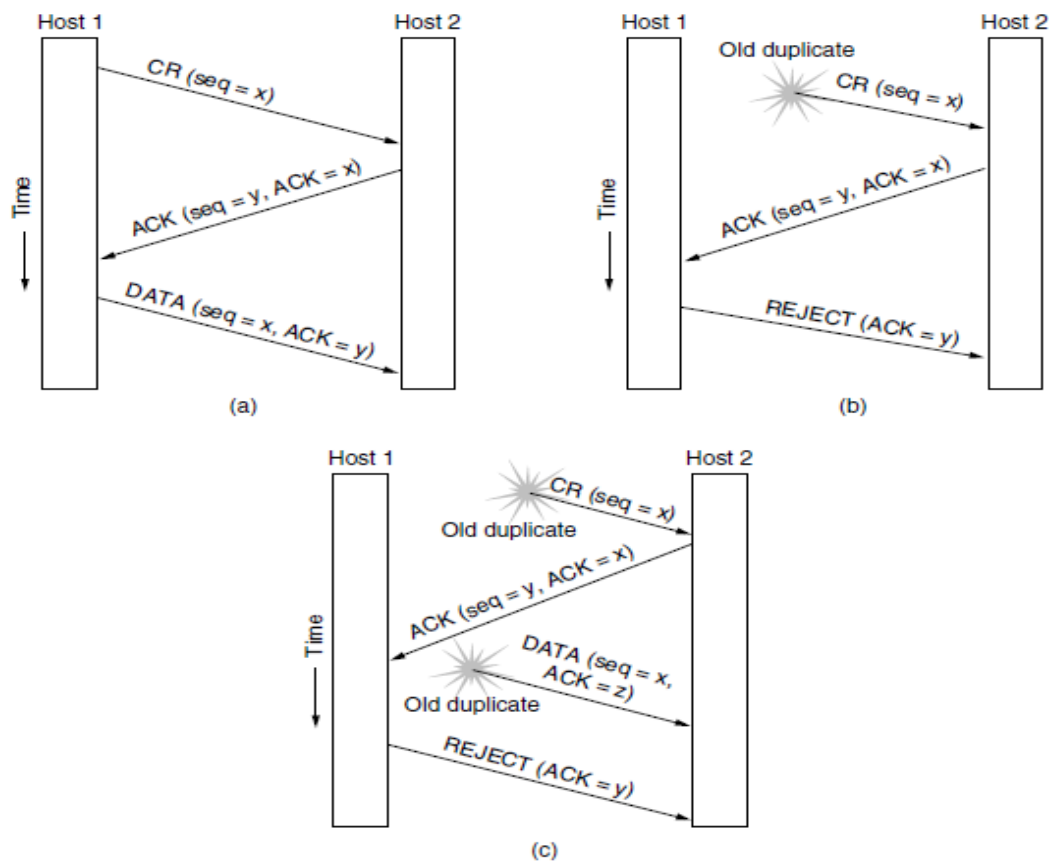 Host 1
Host 2
CR (seq = x)
ACK (seq = y, ACK = x)
DATA (seq = x, ACK = y)
Time
(a)
Host 1
Host 2
Old duplicate
CR (seq = x)
ACK (seq = y, ACK = x)
REJECT (ACK = y)
Time
(b)
Host 1
Host 2
CR (seq = x)
Old duplicate
ACK (seq = y, ACK = x)
DATA (seq = x,
ACK = z)
Old duplicate
REJECT (ACK = y)
Time
(c)